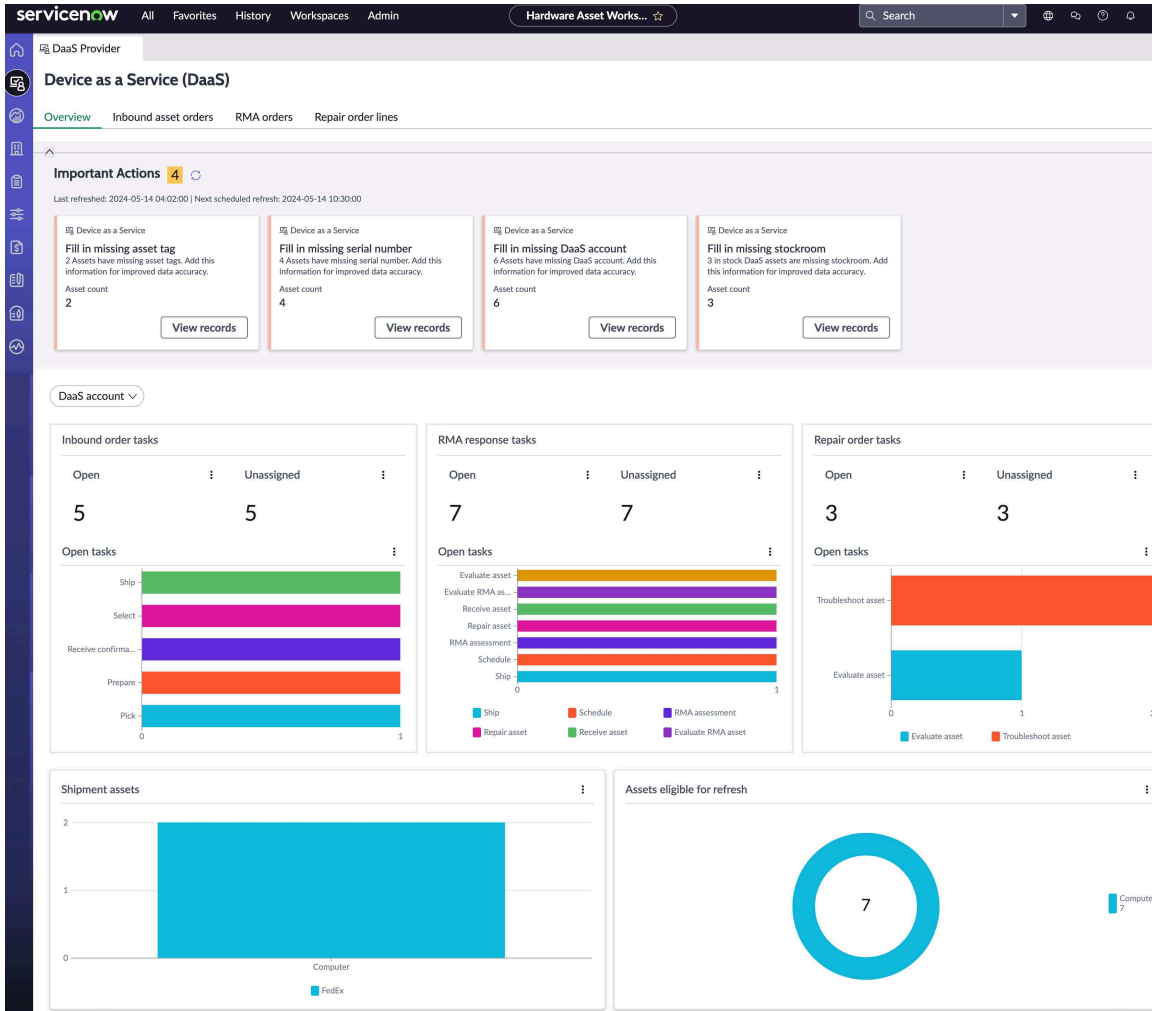 servicenow All Favorites History Workspaces Admin Hardware Asset Works... Search
DaaS Provider
Device as a Service (DaaS)
Overview Inbound asset orders RMA orders Repair order lines
Important Actions 4
Last refreshed: 2024-05-14 04:02:00 | Next scheduled refresh: 2024-05-14 10:30:00
Device as a Service
Fill in missing asset tag
2 Assets have missing asset tags. Add this
information for improved data accuracy.
Asset count
2
View records
Device as a Service
Fill in missing serial number
4 Assets have missing serial number. Add this
information for improved data accuracy.
Asset count
4
View records
Device as a Service
Fill in missing DaaS account
6 Assets have missing DaaS account. Add this
information for improved data accuracy.
Asset count
6
View records
Device as a Service
Fill in missing stockroom
3 in stock DaaS assets are missing stockroom. Add
this information for improved data accuracy.
Asset count
3
View records
DaaS account
Inbound order tasks
Open Unassigned
5 5
Open tasks
Ship
Select
Receive confirma...
Prepare
Pick
0 1
RMA response tasks
Open Unassigned
7 7
Open tasks
Evaluate asset
Evaluate RMA as...
Receive asset
Repair asset
RMA assessment
Schedule
Ship
0 1
Ship Schedule RMA assessment
Repair asset Receive asset Evaluate RMA asset
Repair order tasks
Open Unassigned
3 3
Open tasks
Troubleshoot asset
Evaluate asset
0 1
Evaluate asset Troubleshoot asset
Shipment assets
2
1
0
Computer
FedEx
Assets eligible for refresh
7
Compute
7